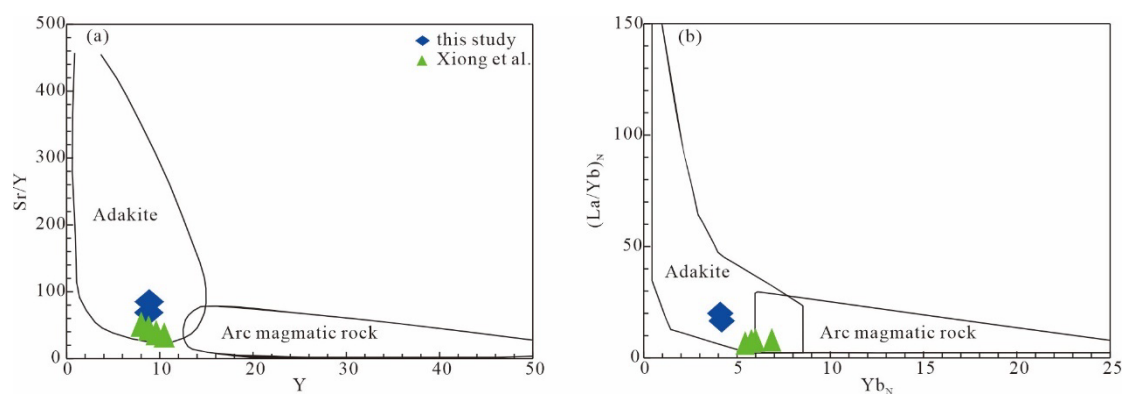 (a)
this study
Xiong et al.
500
400
300
200
100
0
Sr/Y
Adakite
Arc magmatic rock
0 10 20 30 40 50
Y
(b)
150
100
50
0
(La/Yb)N
Adakite
Arc magmatic rock
0 5 10 15 20 25
YbN